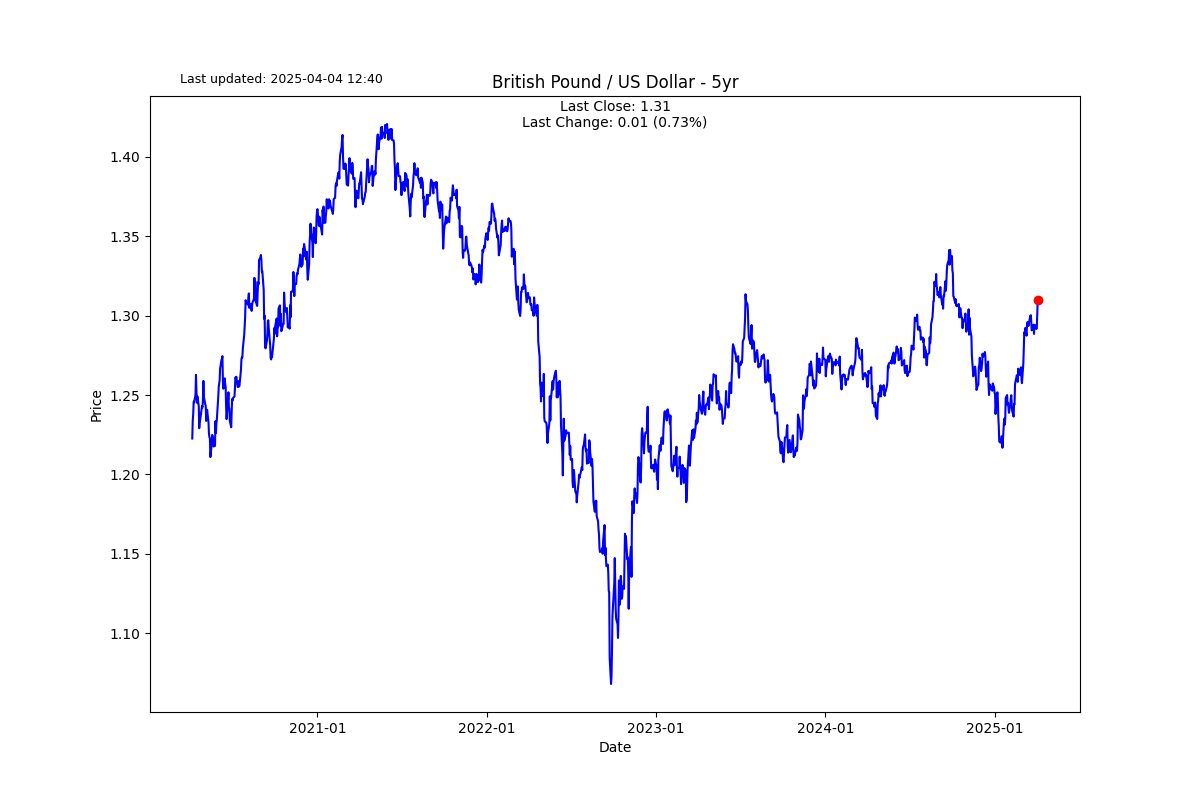 Last updated: 2025-04-04 12:40
British Pound / US Dollar - 5yr
Last Close: 1.31
Last Change: 0.01 (0.73%)
1.40
1.35
1.30
1.25
1.20
1.15
1.10
Price
2021-01
2022-01
2023-01
2024-01
2025-01
Date